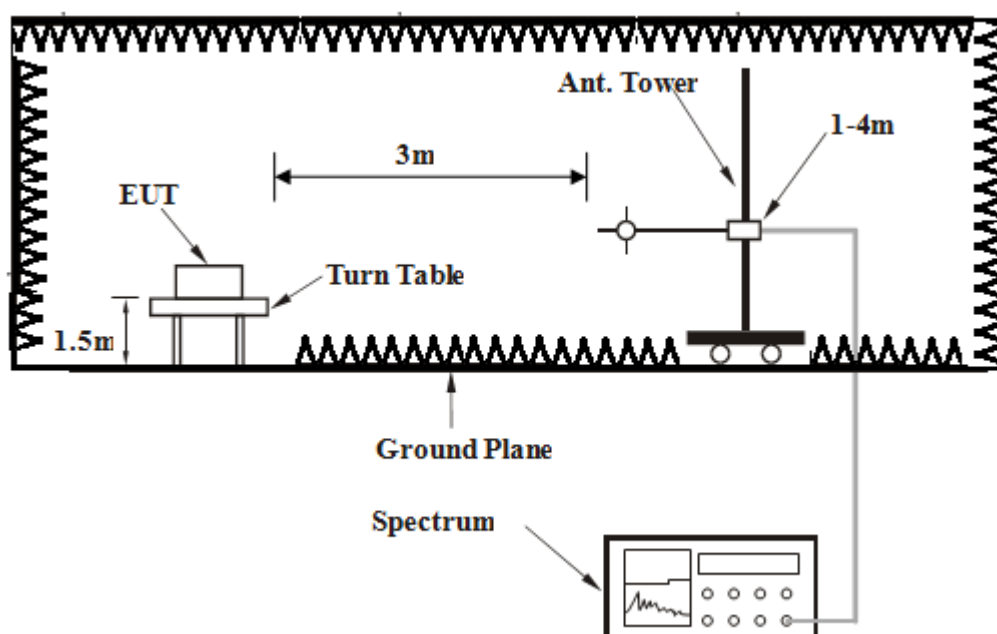 Ant. Tower
1-4m
3m
EUT
Turn Table
1.5m
Ground Plane
Spectrum